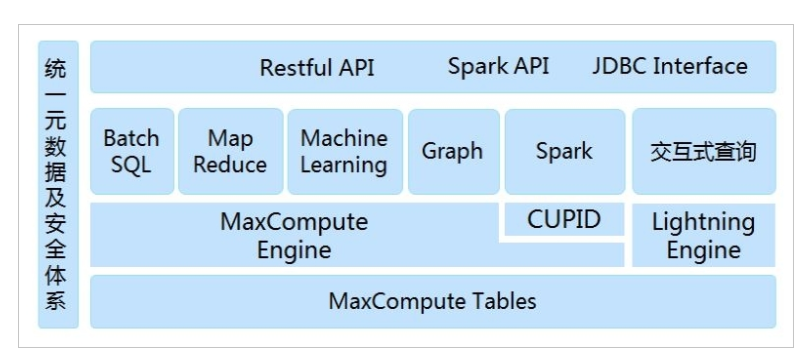 统一元数据及安全体系
Restful API Spark API JDBC Interface
Batch SQL
Map Reduce
Machine Learning
Graph
Spark
交互式查询
MaxCompute Engine
CUPID
Lightning Engine
MaxCompute Tables